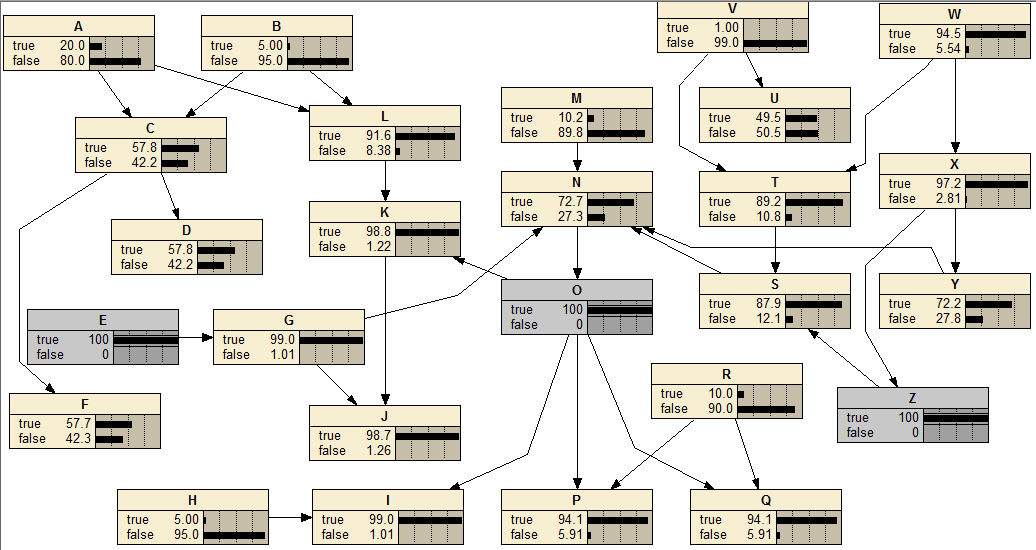 A
true 20.0
false 80.0
B
true 5.00
false 95.0
V
true 1.00
false 99.0
W
true 94.5
false 5.54
L
true 91.6
false 8.38
M
true 10.2
false 89.8
U
true 49.5
false 50.5
C
true 57.8
false 42.2
X
true 97.2
false 2.81
N
true 72.7
false 27.3
T
true 89.2
false 10.8
K
true 98.8
false 1.22
D
true 57.8
false 42.2
O
true 100
false 0
S
true 87.9
false 12.1
Y
true 72.2
false 27.8
E
true 100
false 0
G
true 99.0
false 1.01
R
true 10.0
false 90.0
Z
true 100
false 0
F
true 57.7
false 42.3
J
true 98.7
false 1.26
H
true 5.00
false 95.0
I
true 99.0
false 1.01
P
true 94.1
false 5.91
Q
true 94.1
false 5.91